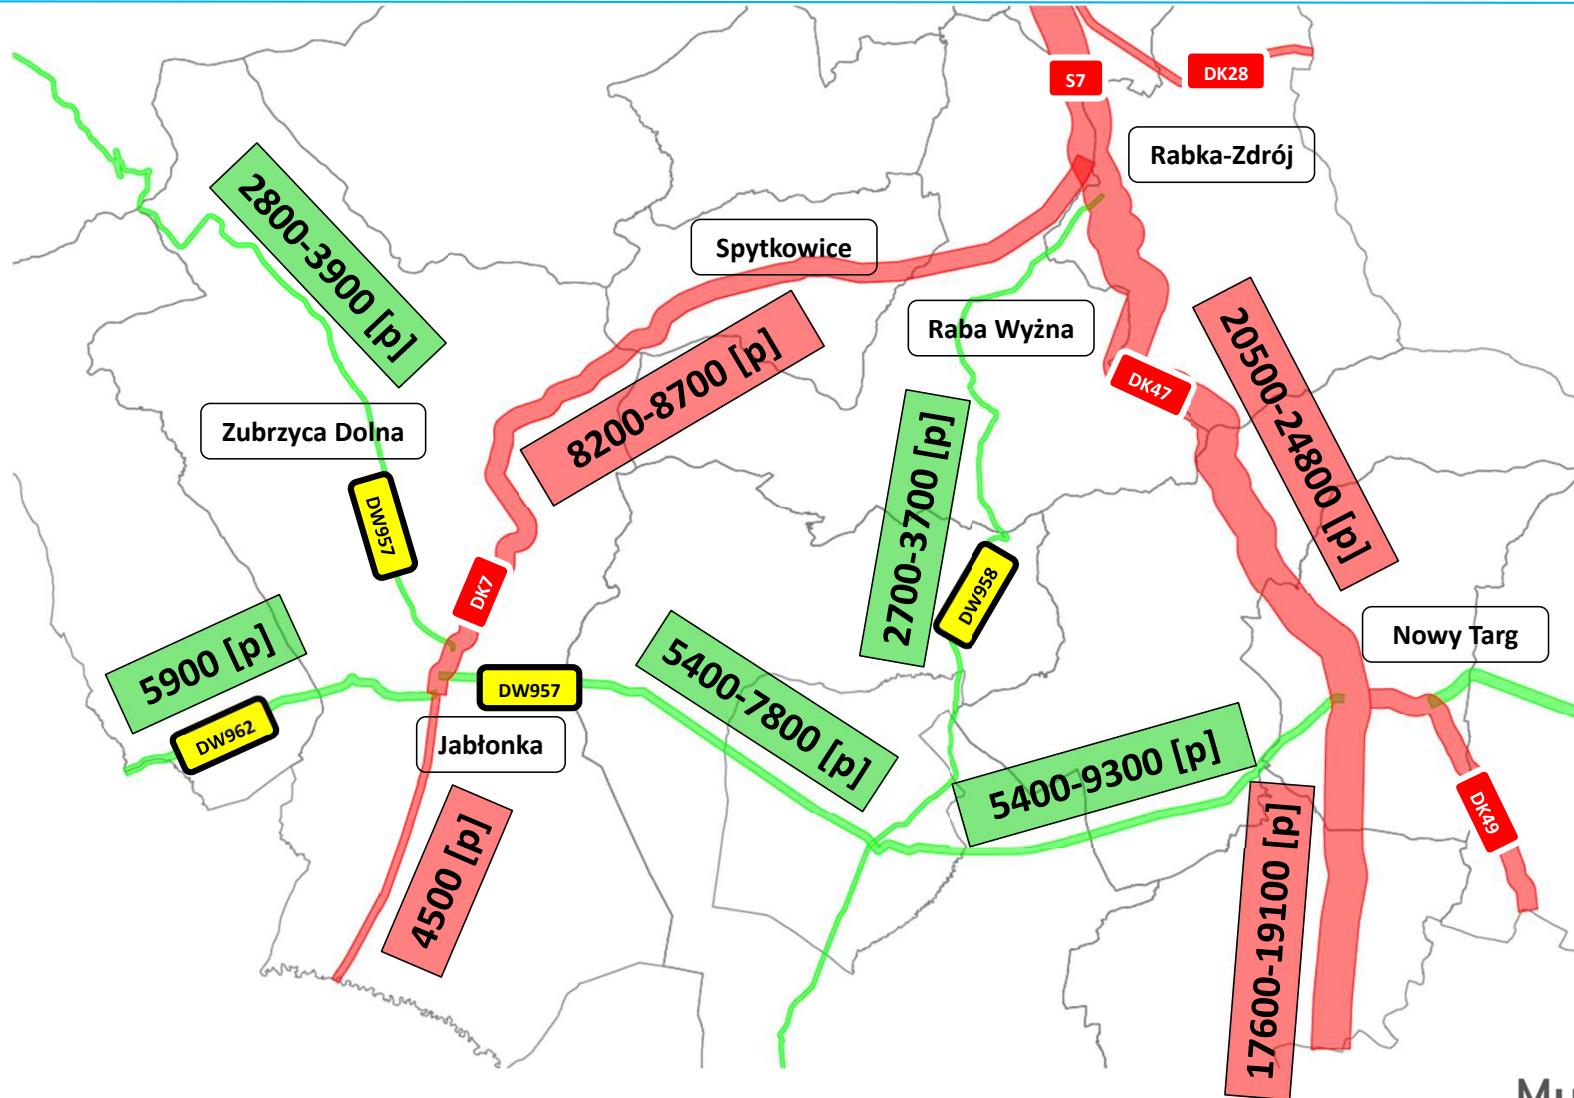 S7
DK28
Rabka-Zdrój
2800-3900 [p]
Spytkowice
Raba Wyżna
20500-24800 [p]
8200-8700 [p]
DK47
Zubrzyca Dolna
2700-3700 [p]
DW957
DK7
DW958
Nowy Targ
5900 [p]
5400-7800 [p]
DW957
DW962
Jabłonka
5400-9300 [p]
DK49
4500 [p]
17600-19100 [p]